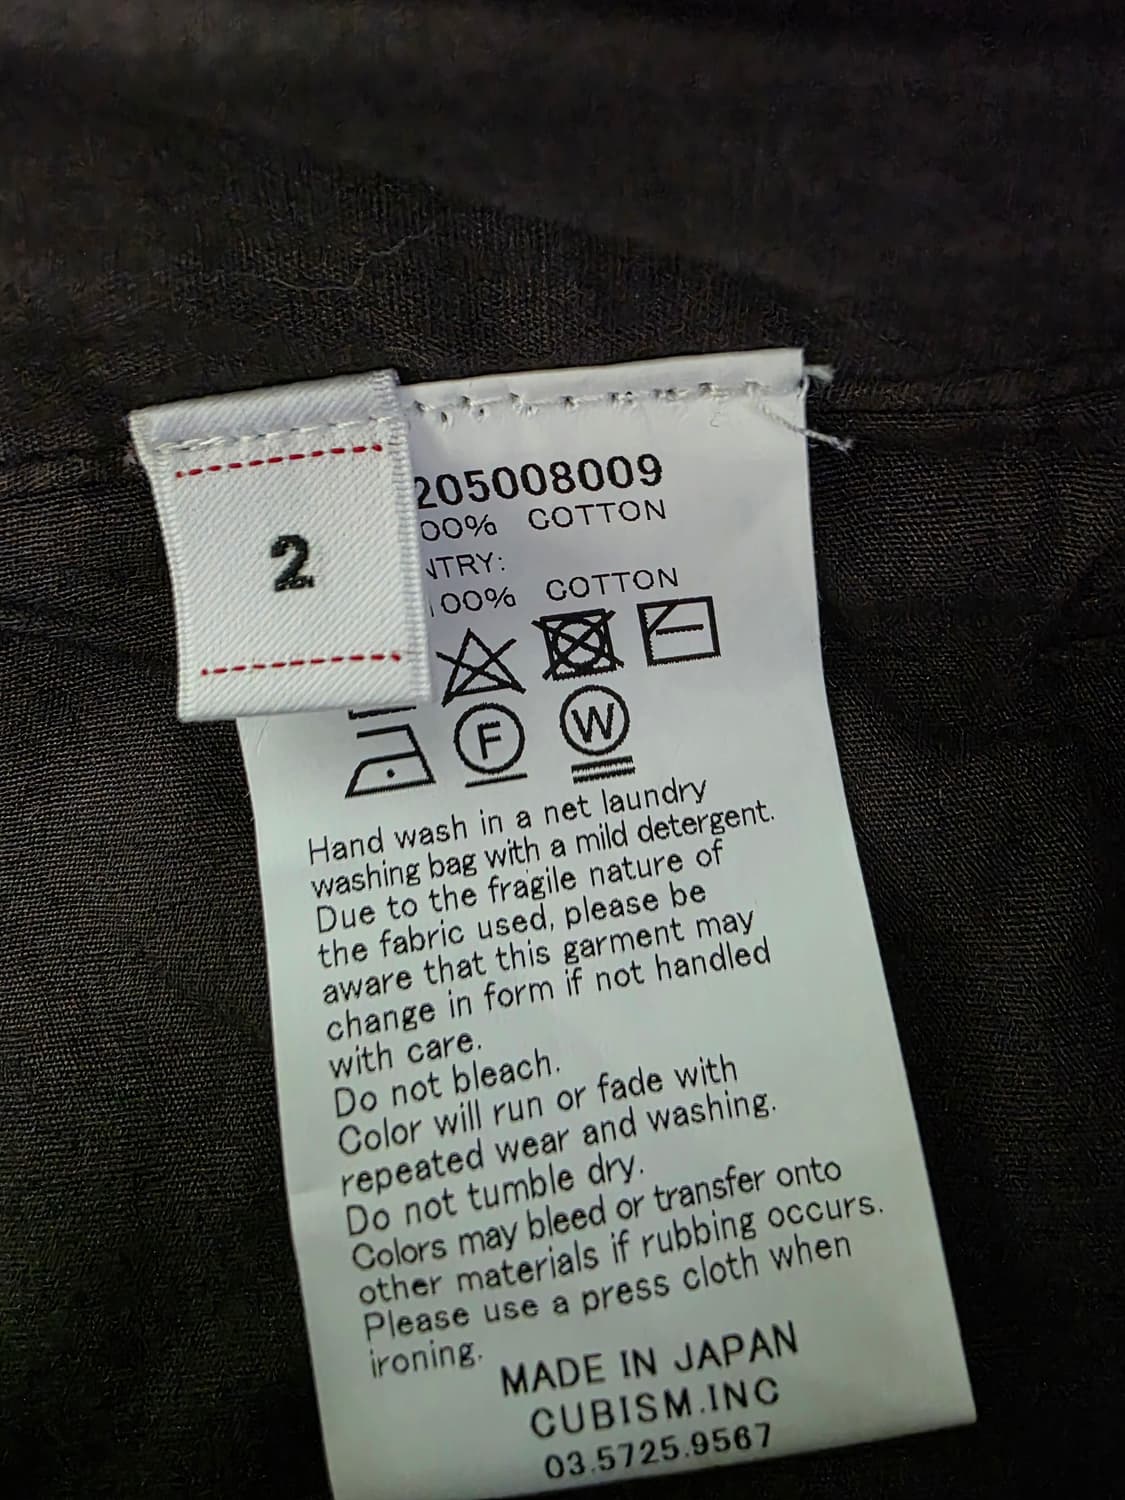 2
205008009
00% COTTON
NTRY:
100% COTTON
F
W
Hand wash in a net laundry
washing bag with a mild detergent.
Due to the fragile nature of
the fabric used, please be
aware that this garment may
change in form if not handled
with care.
Do not bleach.
Color will run or fade with
repeated wear and washing.
Do not tumble dry.
Colors may bleed or transfer onto
other materials if rubbing occurs.
Please use a press cloth when
ironing.
MADE IN JAPAN
CUBISM.INC
03.5725.9567